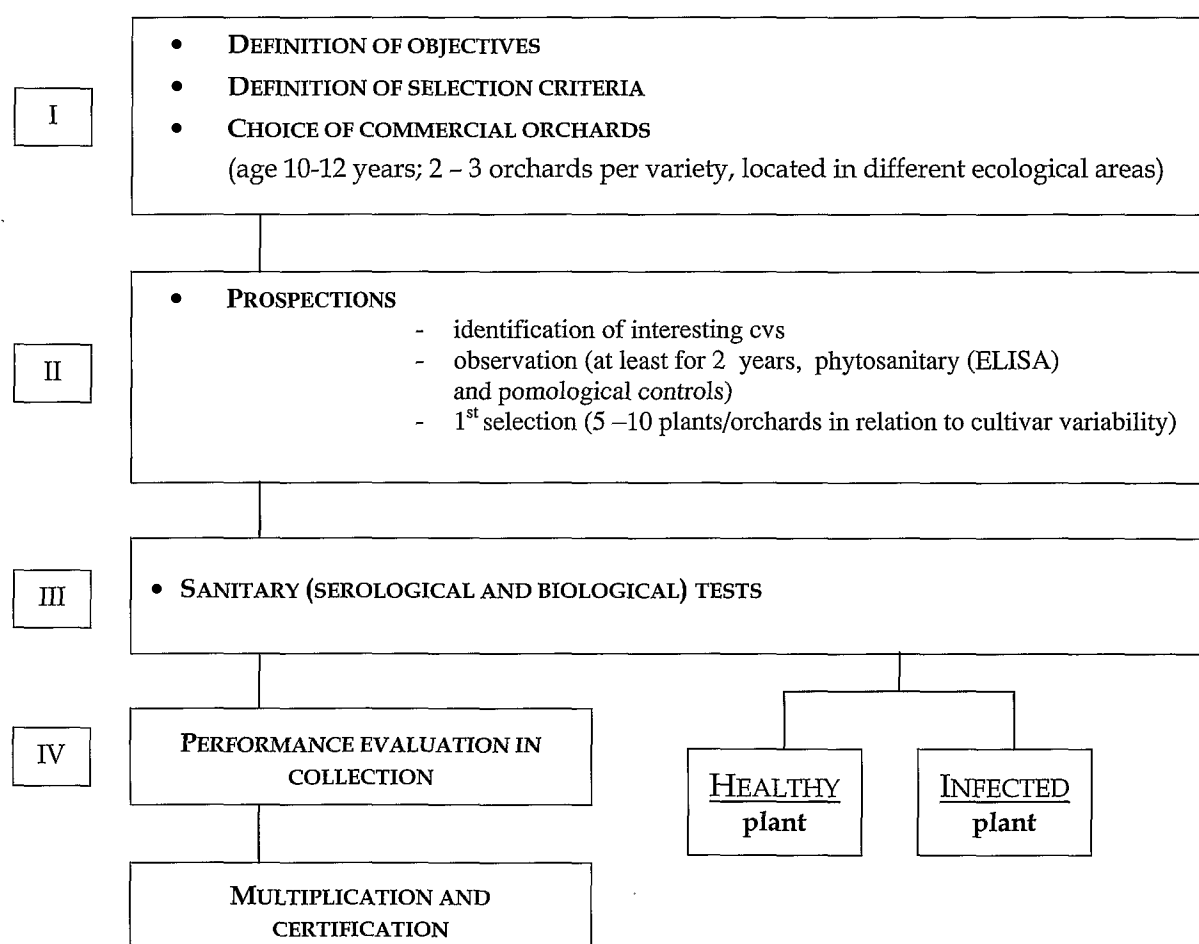 I
• DEFINITION OF OBJECTIVES
• DEFINITION OF SELECTION CRITERIA
• CHOICE OF COMMERCIAL ORCHARDS
(age 10-12 years; 2 – 3 orchards per variety, located in different ecological areas)
II
• PROSPECTIONS
- identification of interesting cvs
- observation (at least for 2 years, phytosanitary (ELISA)
and pomological controls)
- 1st selection (5 –10 plants/orchards in relation to cultivar variability)
III
• SANITARY (SEROLOGICAL AND BIOLOGICAL) TESTS
IV
PERFORMANCE EVALUATION IN
COLLECTION
HEALTHY
plant
INFECTED
plant
MULTIPLICATION AND
CERTIFICATION